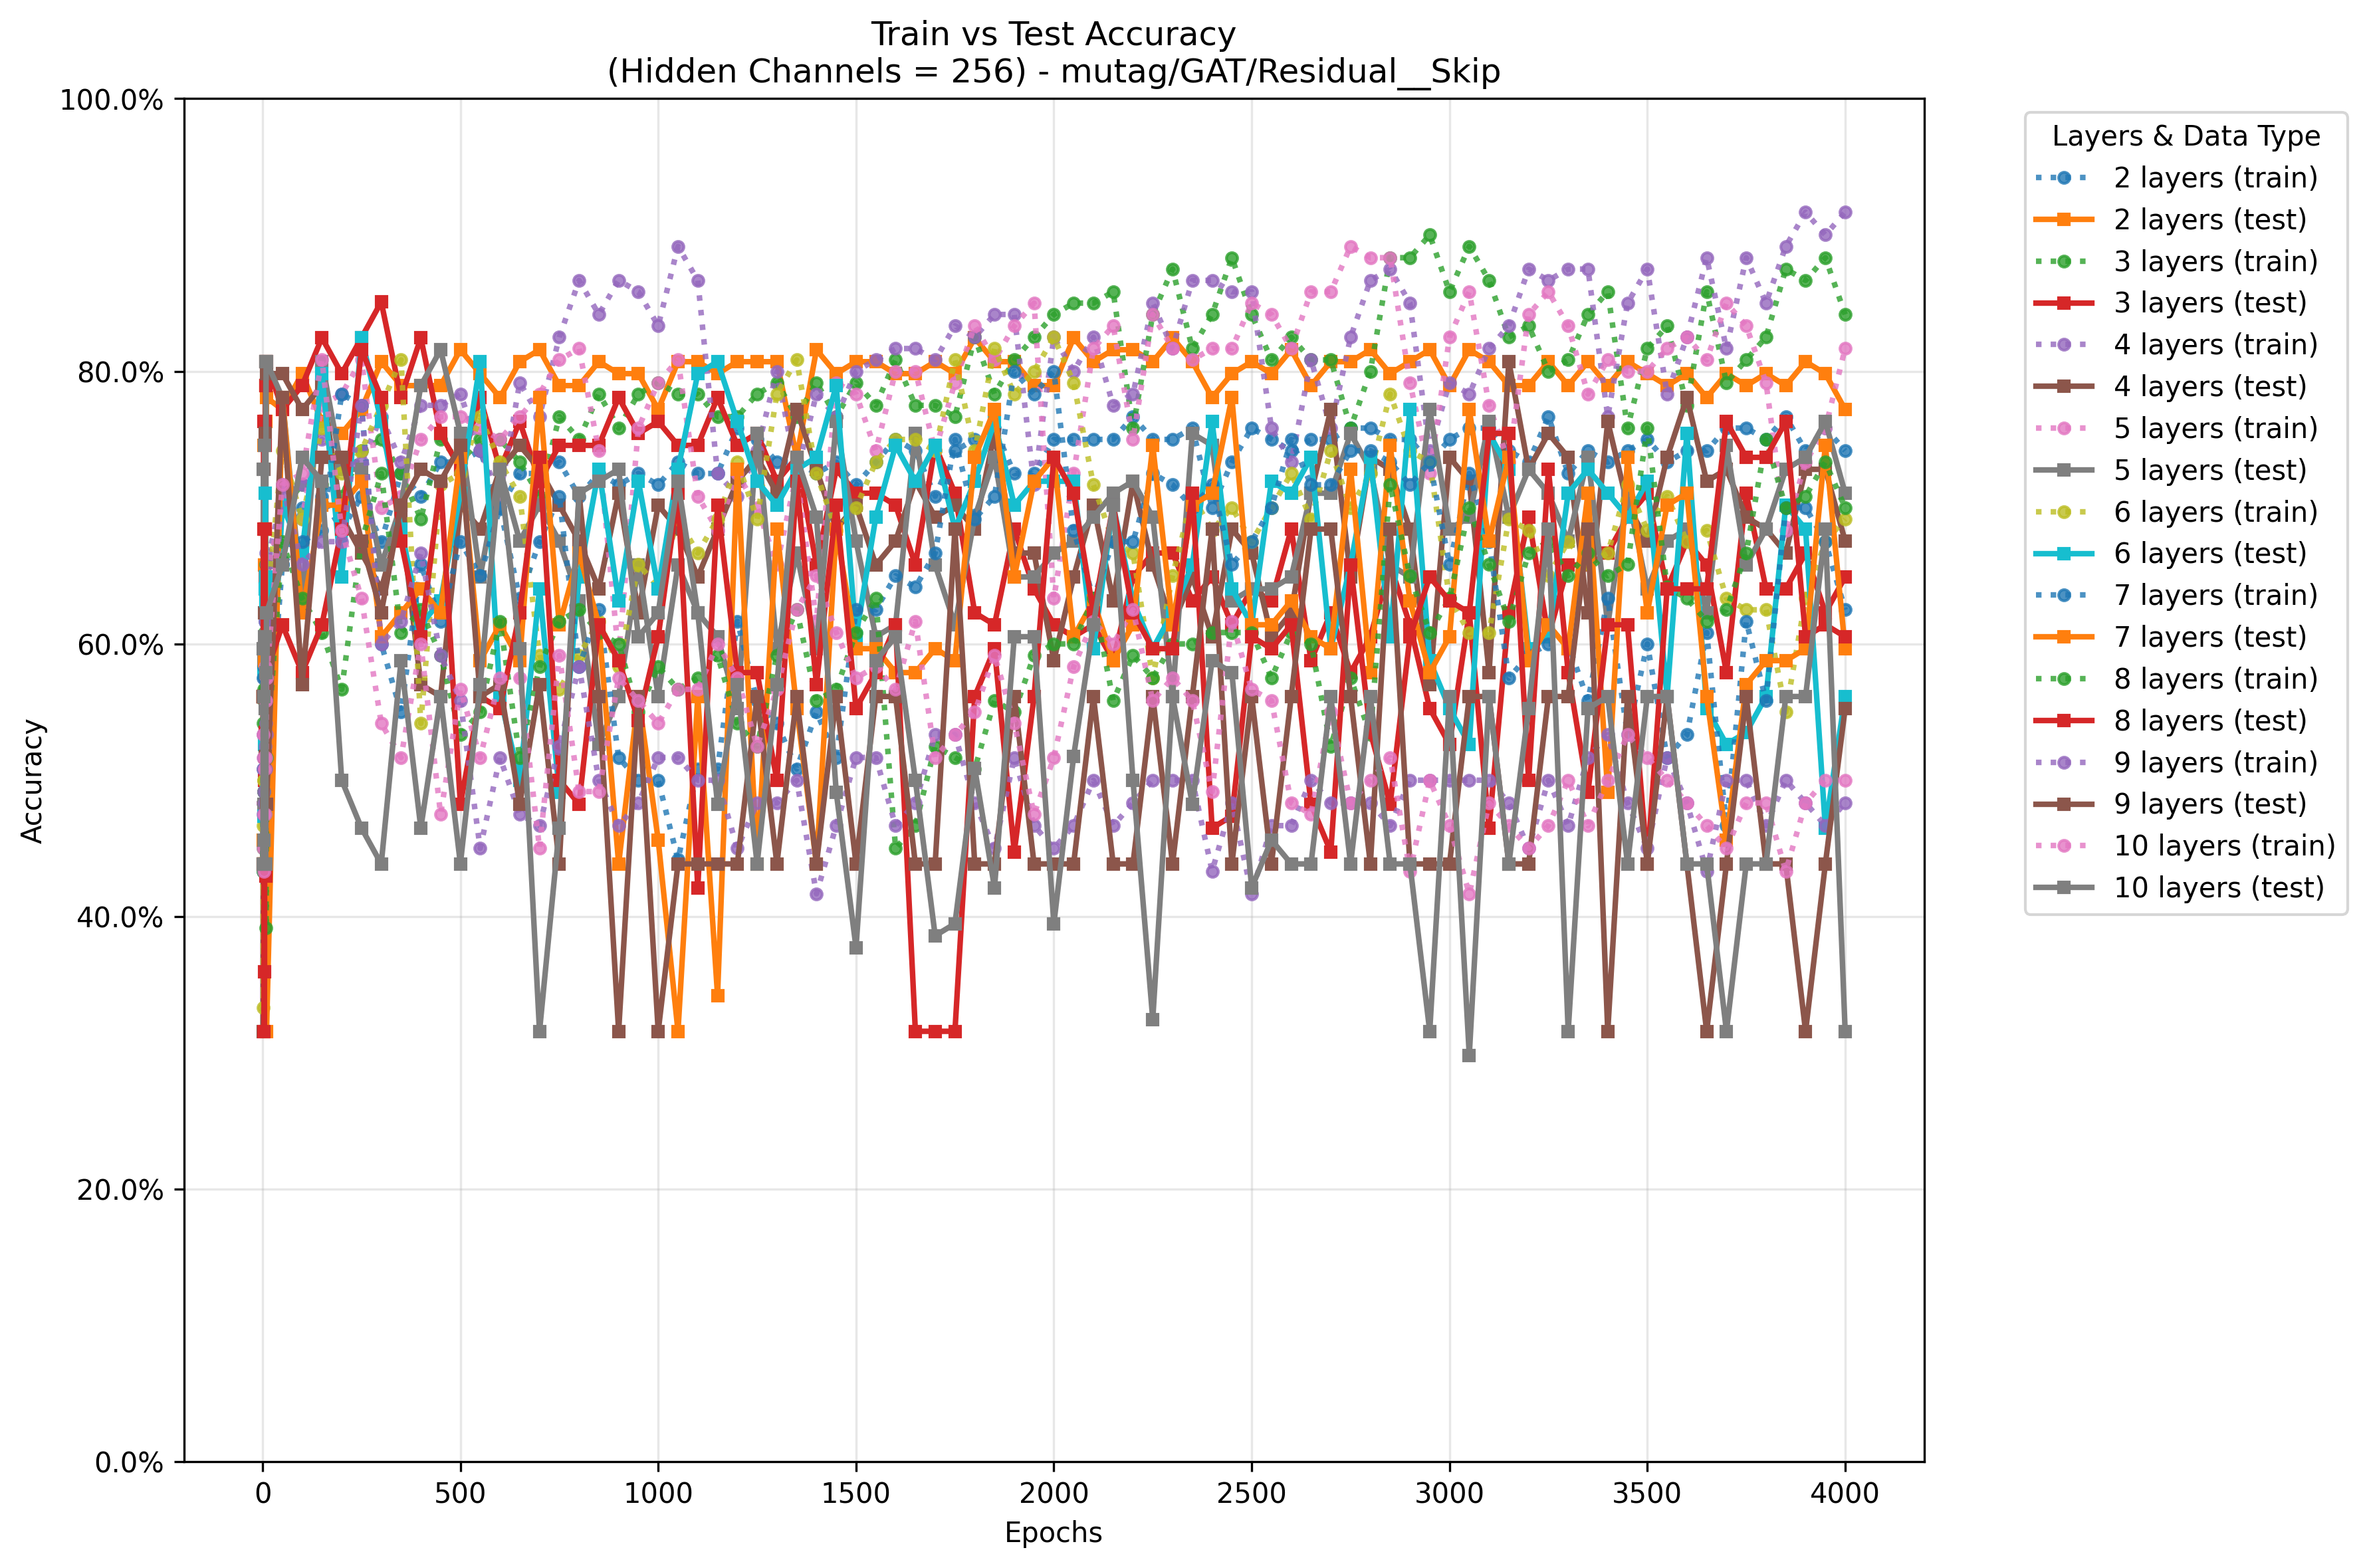 Train vs Test Accuracy
(Hidden Channels = 256) - mutag/GAT/Residual__Skip
100.0%
80.0%
60.0%
40.0%
20.0%
0.0%
Accuracy
0 500 1000 1500 2000 2500 3000 3500 4000
Epochs
Layers & Data Type
2 layers (train)
2 layers (test)
3 layers (train)
3 layers (test)
4 layers (train)
4 layers (test)
5 layers (train)
5 layers (test)
6 layers (train)
6 layers (test)
7 layers (train)
7 layers (test)
8 layers (train)
8 layers (test)
9 layers (train)
9 layers (test)
10 layers (train)
10 layers (test)